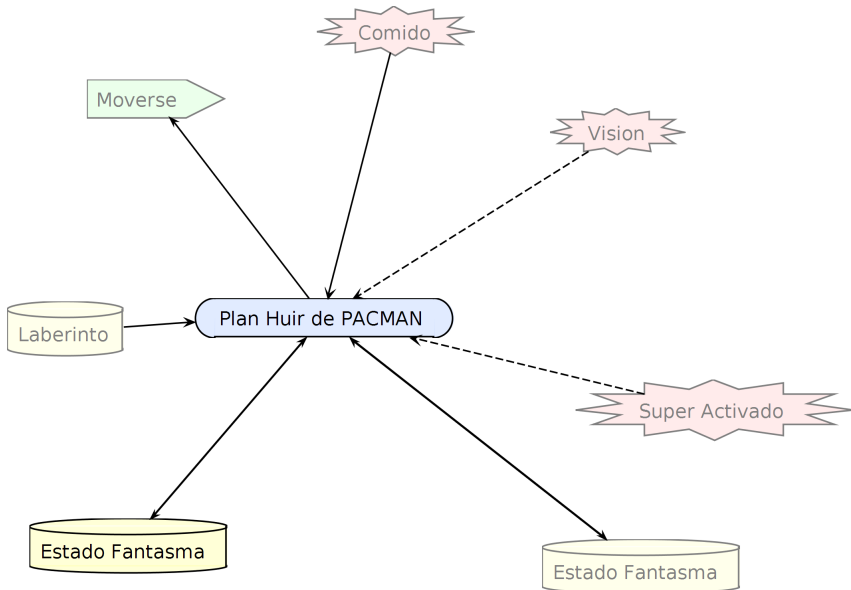 Comido
Moverse
Vision
Plan Huir de PACMAN
Laberinto
Super Activado
Estado Fantasma
Estado Fantasma